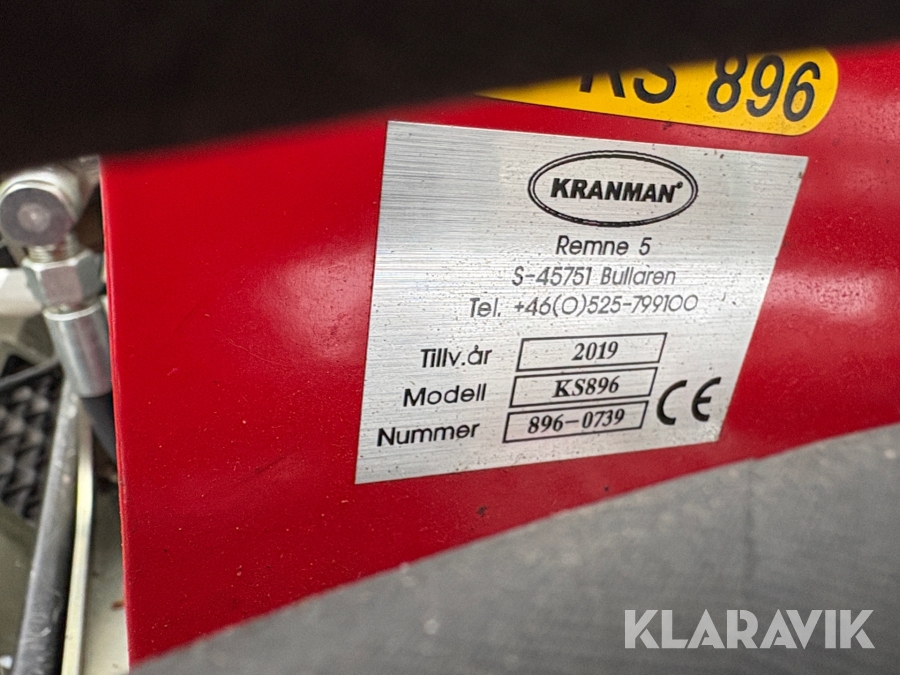 KS 896
KRANMAN®
Remne 5
S-45751 Bullaren
Tel. +46(0)525-799100
Tillv.år 2019
Modell KS896
Nummer 896-0739
CE
KLARAVIK